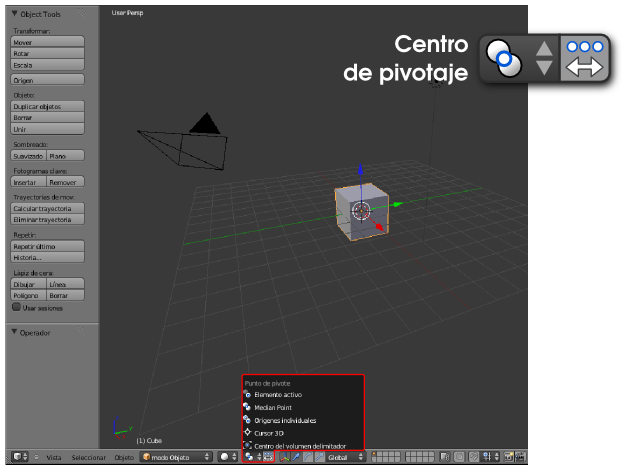 Object Tools
Transformar:
Mover
Rotar
Escala
Origen
Objeto:
Duplicar objetos
Borrar
Unir
Sombreado:
Suavizado Plano
Fotogramas clave:
Insertar Remover
Trayectorias de mov.
Calcular trayectoria
Eliminar trayectoria
Repetir:
Repetir último
Historia...
Lápiz de cera:
Dibujar Línea
Polígono Borrar
Usar sesiones
Operador
User Persp
Centro
de pivotaje
z
y
(1) Cube
Punto de pivote
Elemento activo
Median Point
Orígenes individuales
Cursor 3D
Centro del volumen delimitador
Vista Seleccionar Objeto modo Objeto Global